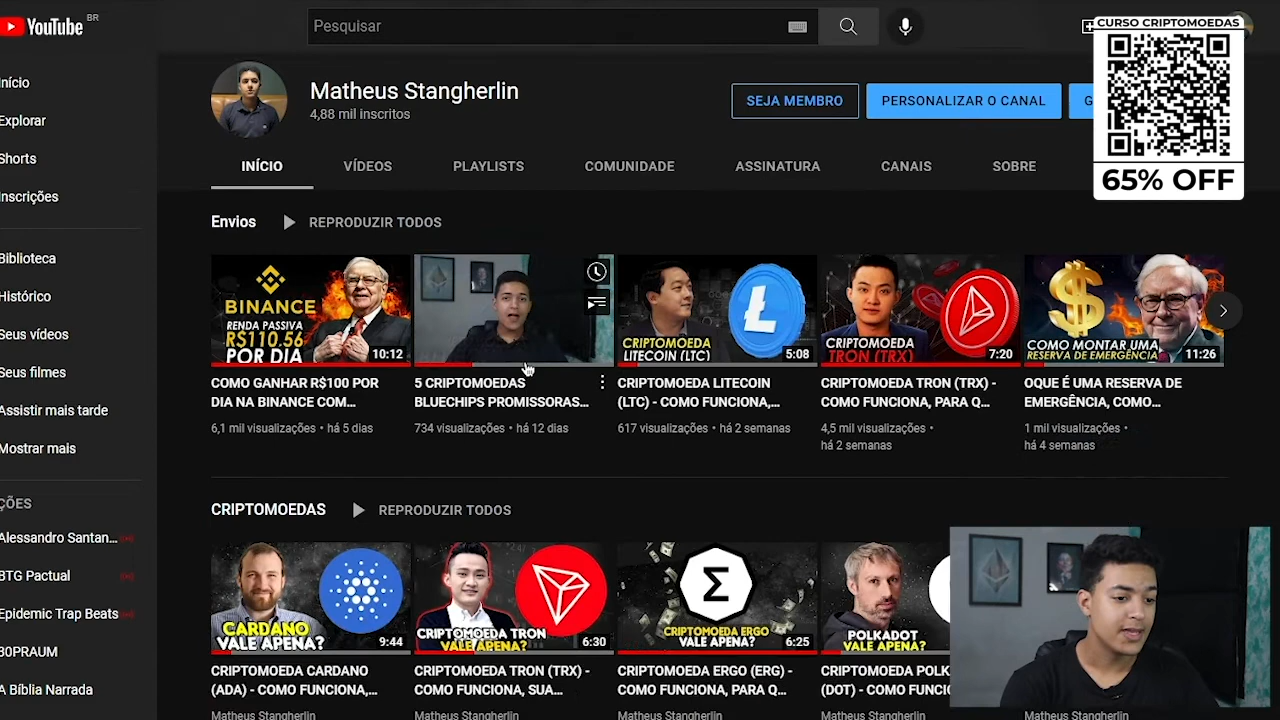 YouTube BR
Pesquisar
CURSO CRIPTOMOEDAS
65% OFF
Início
Explorar
Shorts
Inscrições
Biblioteca
Histórico
Seus vídeos
Seus filmes
Assistir mais tarde
Mostrar mais
ÇÕES
Alessandro Santan...
BTG Pactual
Epidemic Trap Beats
30PRAUM
A Bíblia Narrada
Matheus Stangherlin
4,88 mil inscritos
SEJA MEMBRO
PERSONALIZAR O CANAL
G
INÍCIO
VÍDEOS
PLAYLISTS
COMUNIDADE
ASSINATURA
CANAIS
SOBRE
Envios
REPRODUZIR TODOS
BINANCE
RENDA PASSIVA
R$110,56
POR DIA
10:12
COMO GANHAR R$100 POR
DIA NA BINANCE COM...
6,1 mil visualizações • há 5 dias
5 CRIPTOMOEDAS
BLUECHIPS PROMISSORAS...
734 visualizações • há 12 dias
CRIPTOMOEDA
LITECOIN (LTC)
5:08
CRIPTOMOEDA LITECOIN
(LTC) - COMO FUNCIONA,...
617 visualizações • há 2 semanas
CRIPTOMOEDA
TRON (TRX)
7:20
CRIPTOMOEDA TRON (TRX) -
COMO FUNCIONA, PARA Q...
4,5 mil visualizações •
há 2 semanas
COMO MONTAR UMA
RESERVA DE EMERGÊNCIA
11:26
OQUE É UMA RESERVA DE
EMERGÊNCIA, COMO...
1 mil visualizações •
há 4 semanas
CRIPTOMOEDAS
REPRODUZIR TODOS
CARDANO
VALE APENA?
9:44
CRIPTOMOEDA CARDANO
(ADA) - COMO FUNCIONA,...
Matheus Stangherlin
CRIPTOMOEDA TRON
VALE APENA?
6:30
CRIPTOMOEDA TRON (TRX) -
COMO FUNCIONA, SUA...
Matheus Stangherlin
CRIPTOMOEDA ERGO
VALE APENA?
6:25
CRIPTOMOEDA ERGO (ERG) -
COMO FUNCIONA, PARA Q...
Matheus Stangherlin
POLKADOT
VALE APENA?
CRIPTOMOEDA POLK
(DOT) - COMO FUNCIO
Matheus Stangherlin
Matheus Stangherlin